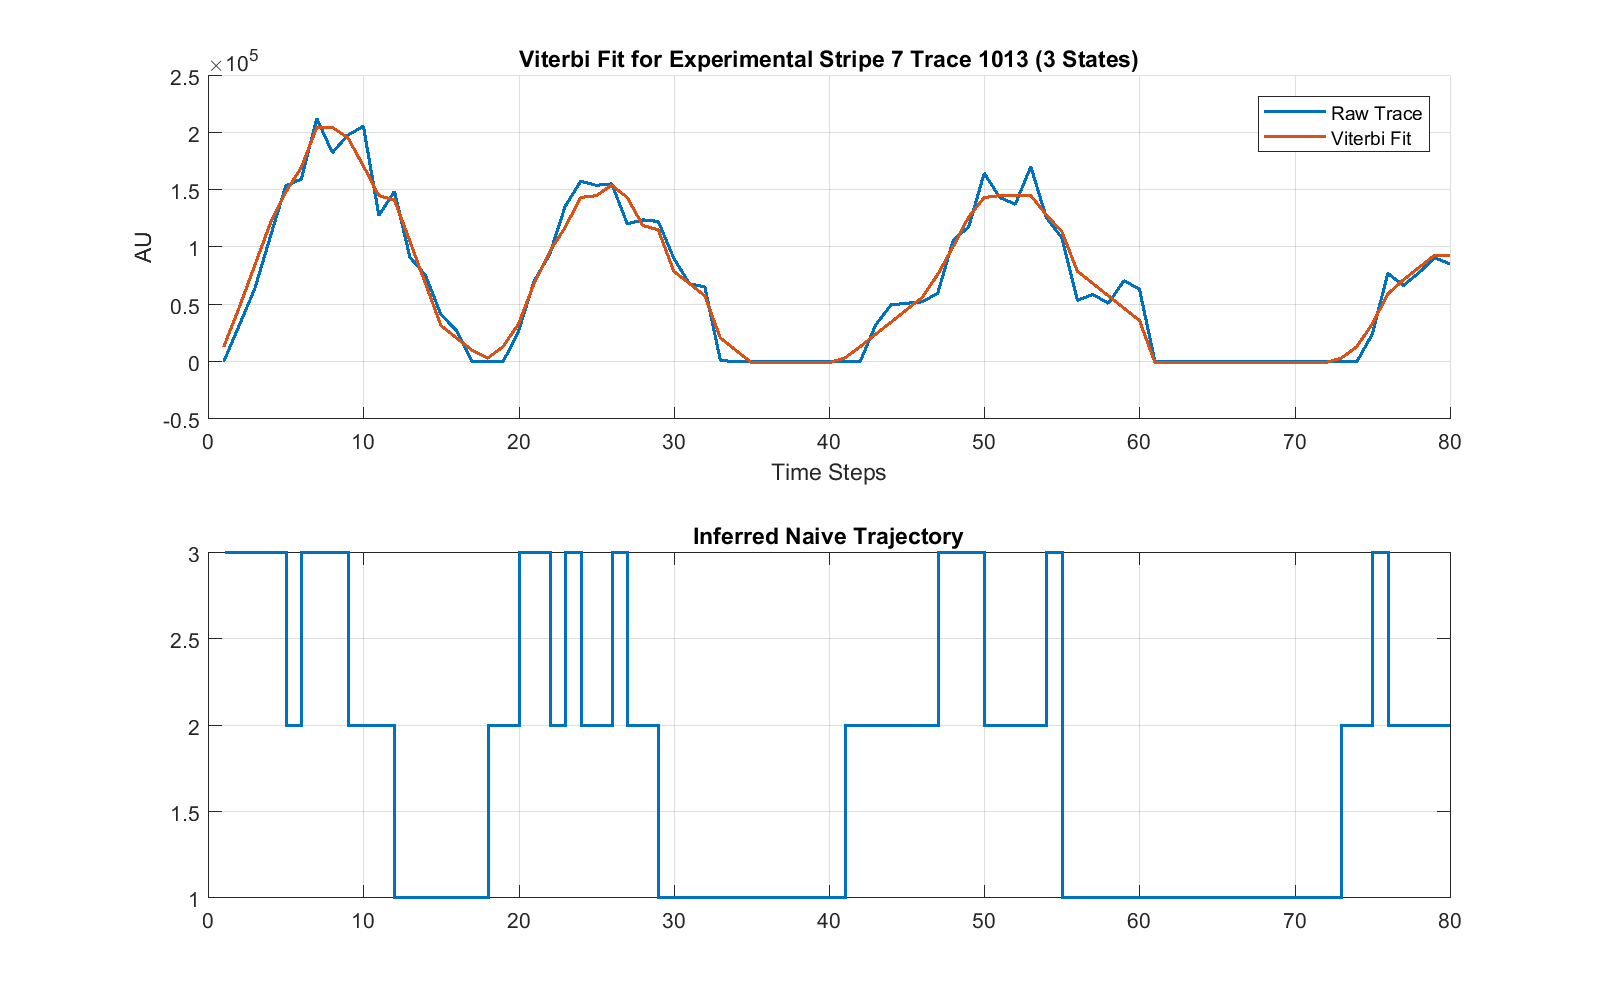 Viterbi Fit for Experimental Stripe 7 Trace 1013 (3 States)
×10^5
2.5
2
1.5
1
0.5
0
-0.5
AU
Raw Trace
Viterbi Fit
0 10 20 30 40 50 60 70 80
Time Steps
Inferred Naive Trajectory
3
2.5
2
1.5
1
0 10 20 30 40 50 60 70 80